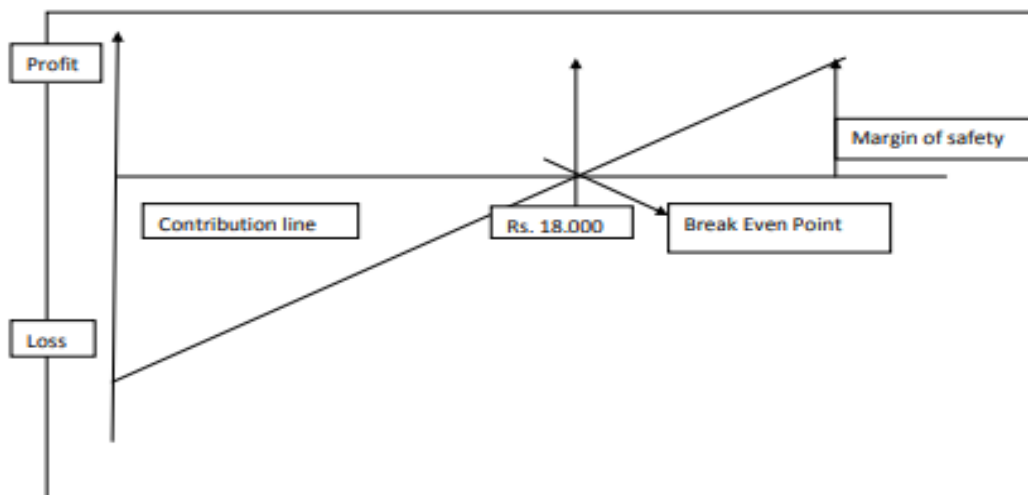 Profit
Margin of safety
Contribution line
Rs. 18.000
Break Even Point
Loss